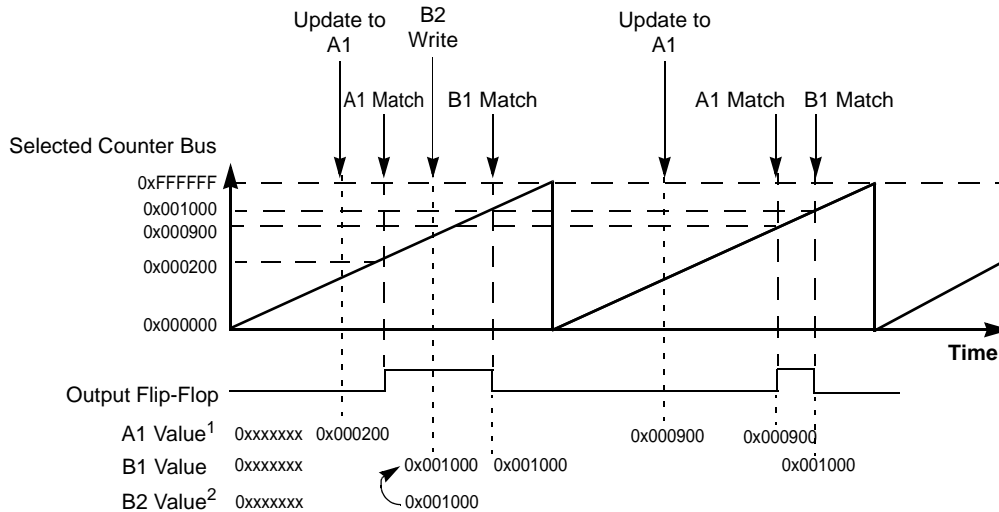 Update to
A1
B2
Write
Update to
A1
A1 Match
B1 Match
A1 Match
B1 Match
Selected Counter Bus
0xFFFFFF
0x001000
0x000900
0x000200
0x000000
Time
Output Flip-Flop
A1 Value1 0xxxxxxx 0x000200 0x000900 0x000900
B1 Value 0xxxxxxx 0x001000 0x001000 0x001000
B2 Value2 0xxxxxxx 0x001000